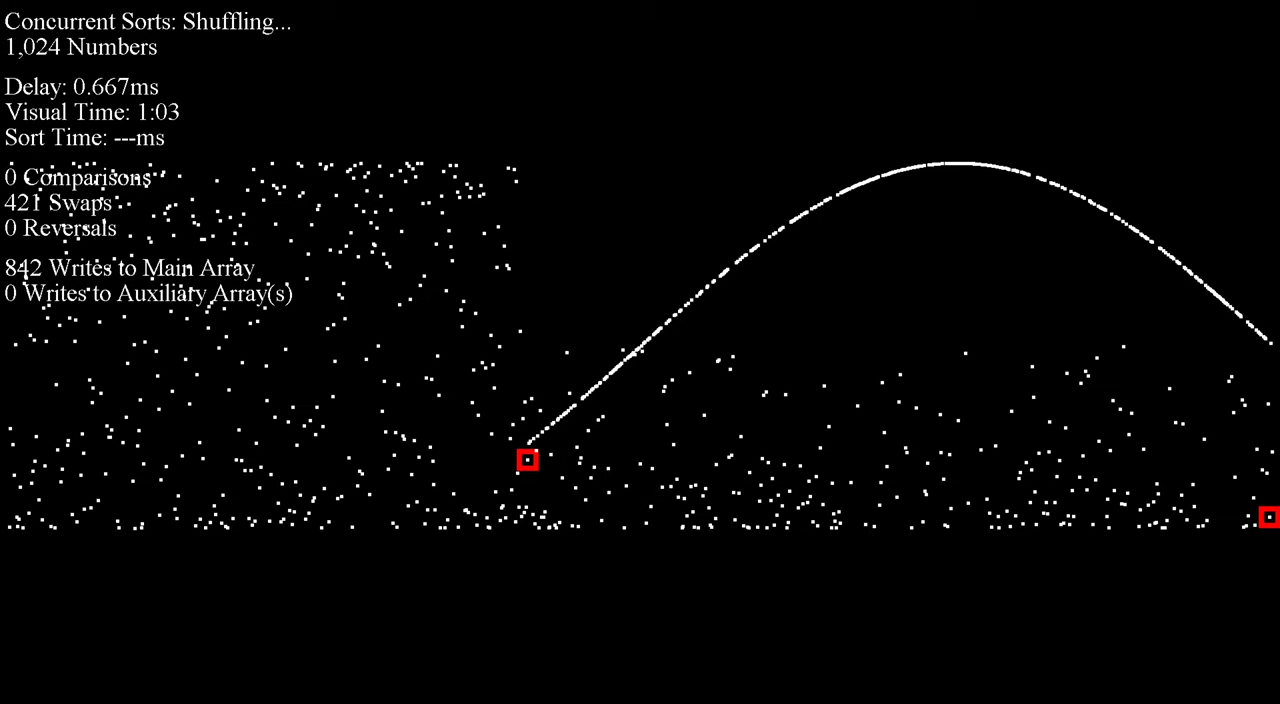 Concurrent Sorts: Shuffling...
1,024 Numbers
Delay: 0.667ms
Visual Time: 1:03
Sort Time: ---ms
0 Comparisons
421 Swaps
0 Reversals
842 Writes to Main Array
0 Writes to Auxiliary Array(s)